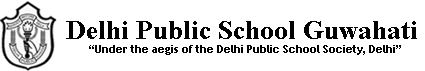 Delhi Public School Guwahati
“Under the aegis of the Delhi Public School Society, Delhi”